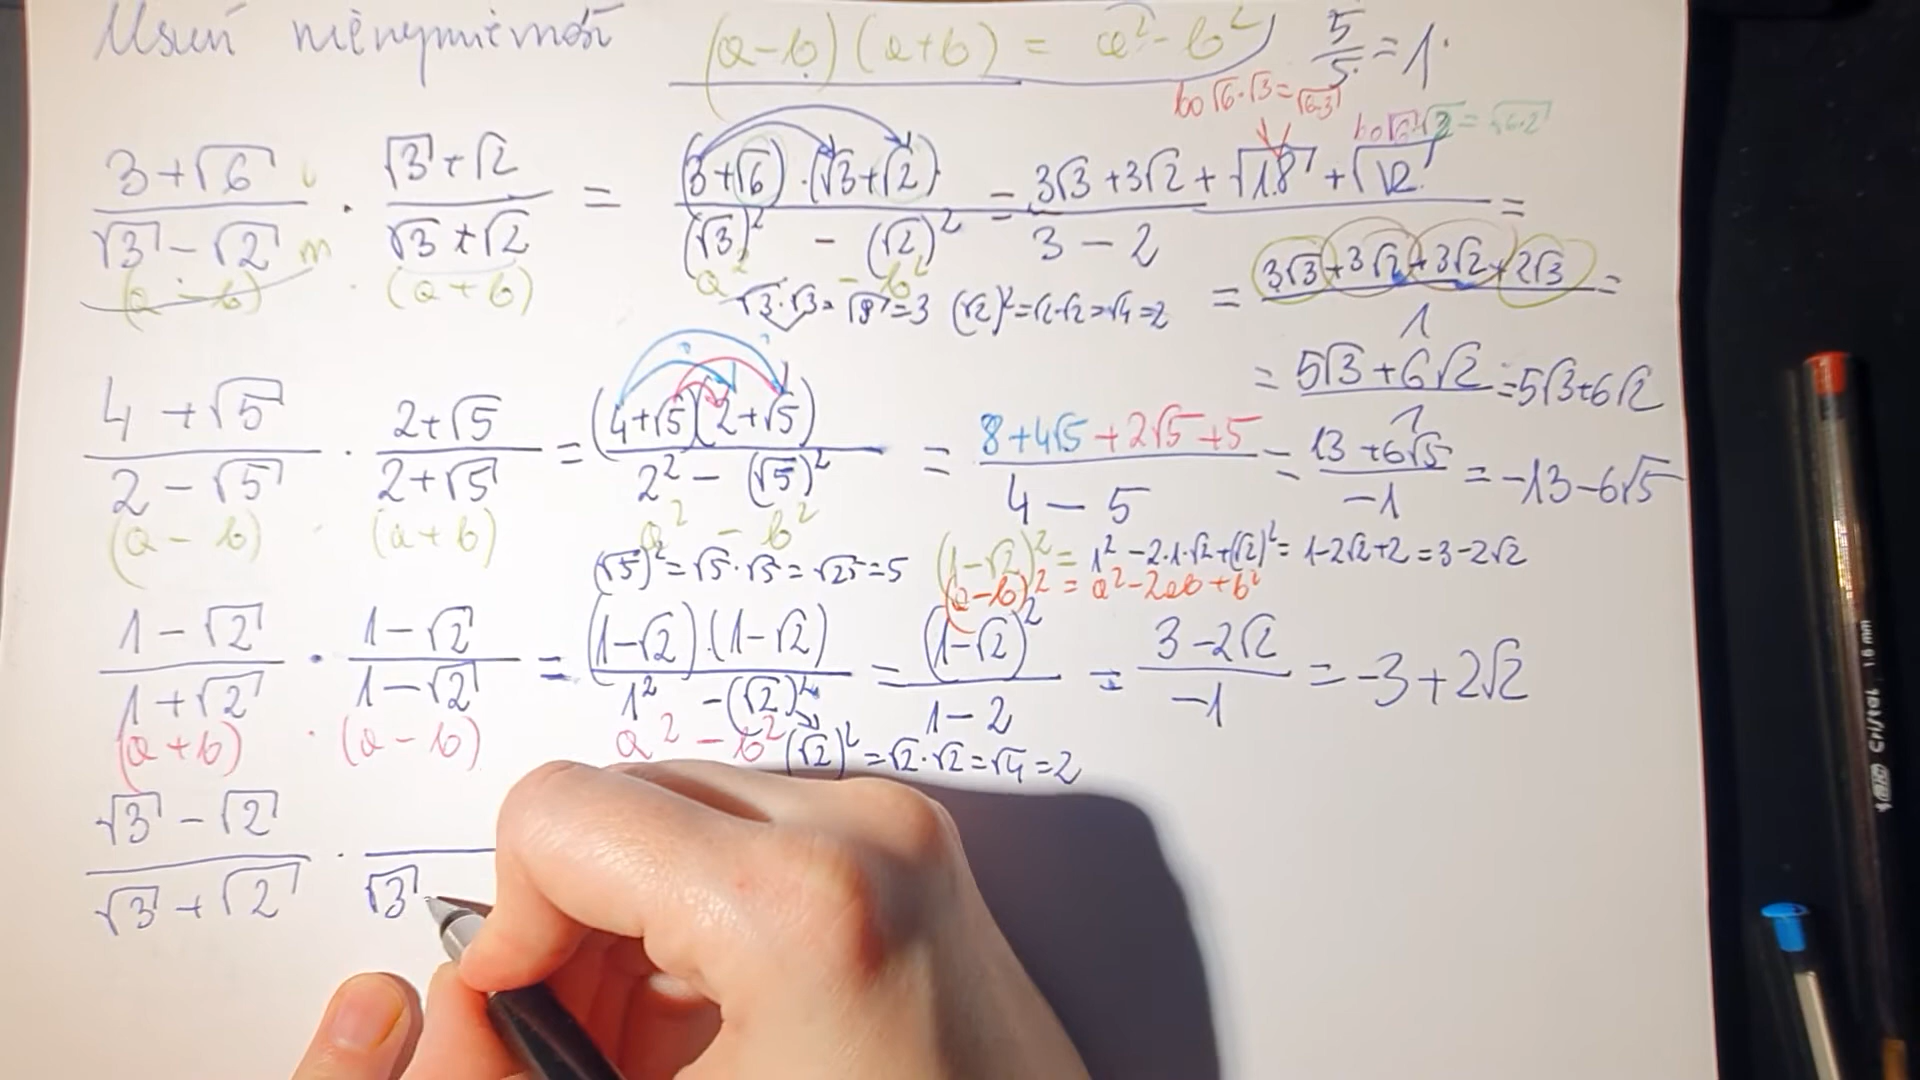 Usuń niewymierność (a-b)(a+b) = a²-b² 5/5 = 1
bo √6·√3 = √6·3 bo √6·√2 = √6·2
(3+√6)/(√3-√2) · (√3+√2)/(√3+√2) = ((3+√6)·(√3+√2))/((√3)²-(√2)²) = (3√3+3√2+√18+√12)/(3-2) =
(a-b) · (a+b) a² - b²
√3·√3=√9=3 (√2)²=√2·√2=√4=2
= (3√3+3√2+3√2+2√3)/1 =
= (5√3+6√2)/1 = 5√3+6√2
(4+√5)/(2-√5) · (2+√5)/(2+√5) = ((4+√5)(2+√5))/(2²-(√5)²) = (8+4√5+2√5+5)/(4-5) = (13+6√5)/-1 = -13-6√5
(a-b) · (a+b) a² - b²
(√5)²=√5·√5=√25=5 (1-√2)² = 1²-2·1·√2+(√2)² = 1-2√2+2 = 3-2√2
(a-b)² = a²-2ab+b²
(1-√2)/(1+√2) · (1-√2)/(1-√2) = ((1-√2)·(1-√2))/(1²-(√2)²) = (1-√2)²/(1-2) = (3-2√2)/-1 = -3+2√2
(a+b) · (a-b) a² - b² (√2)²=√2·√2=√4=2
(√3-√2)/(√3+√2) · /√3
16 mm
Cristal
BIC